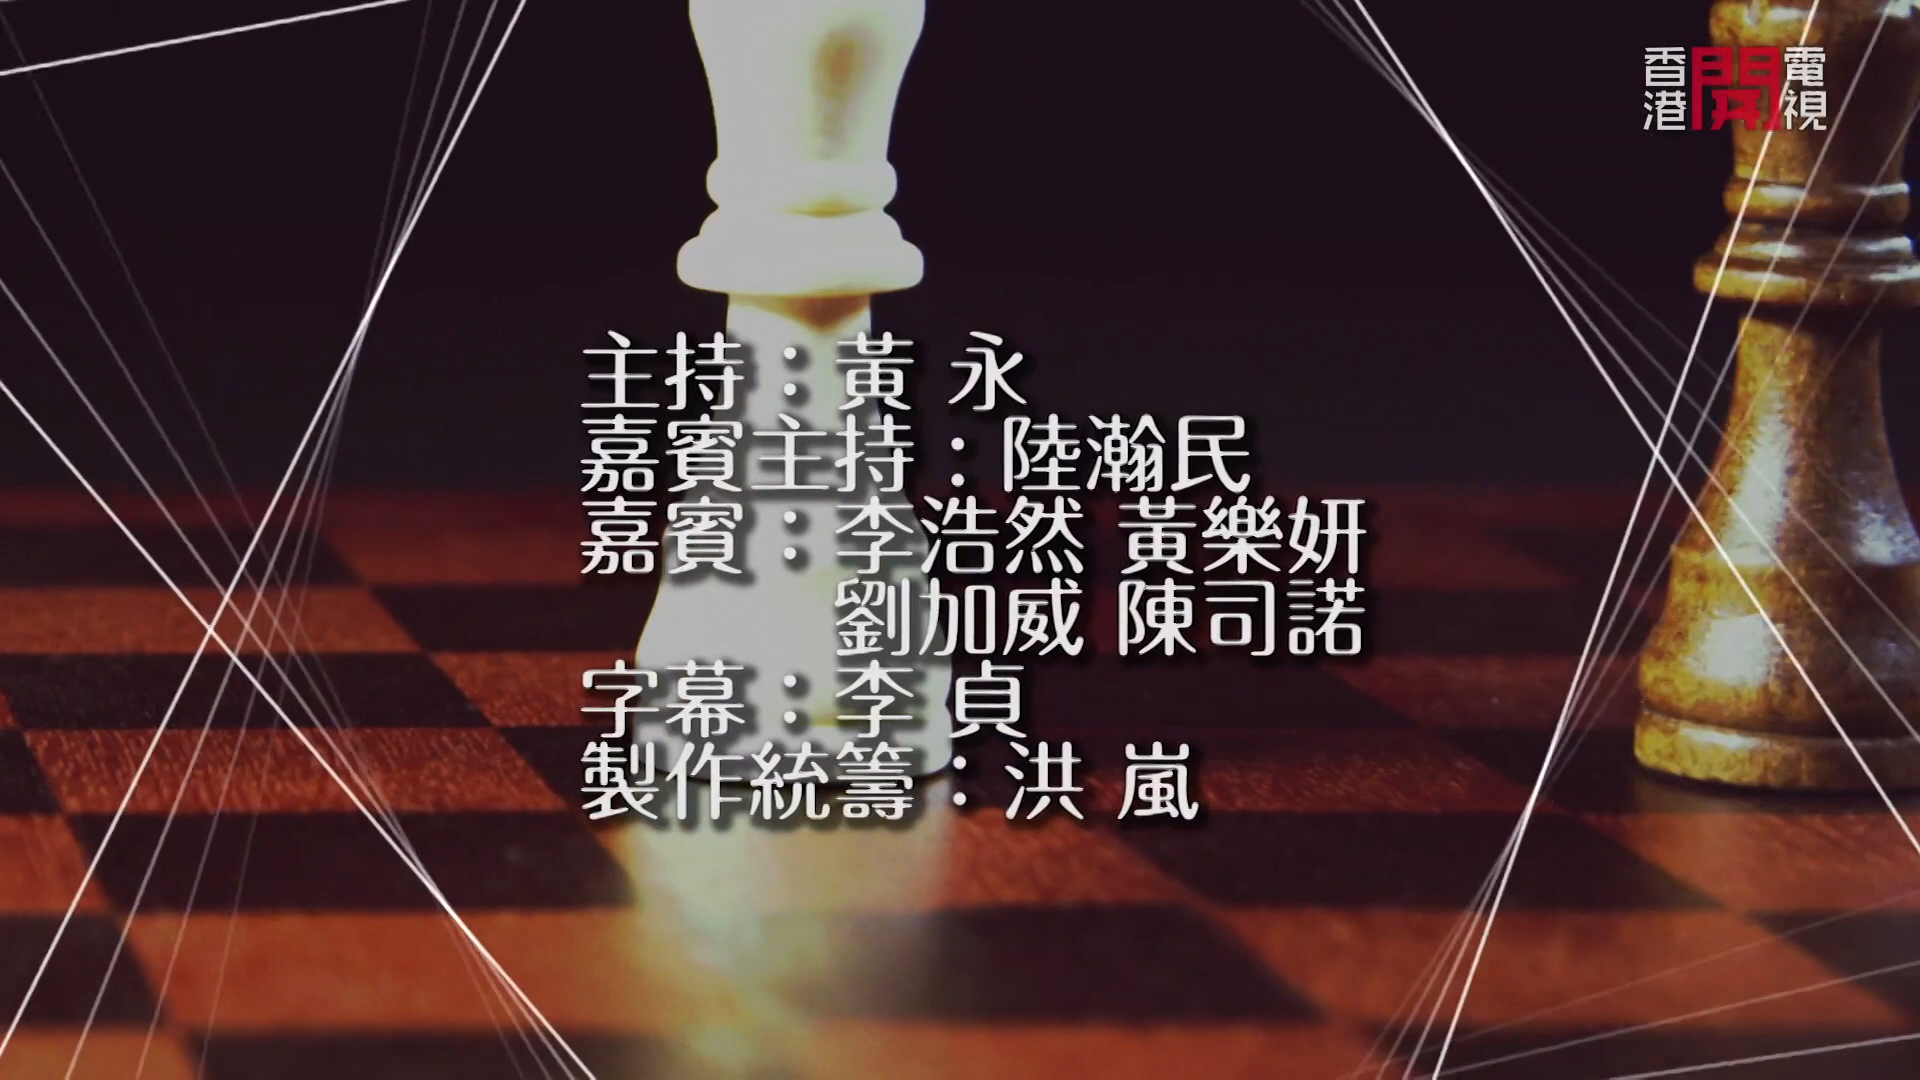 香港開電視
主持：黃 永
嘉賓主持：陸瀚民
嘉賓：李浩然 黃樂妍
劉加威 陳司諾
字幕：李 貞
製作統籌：洪 嵐